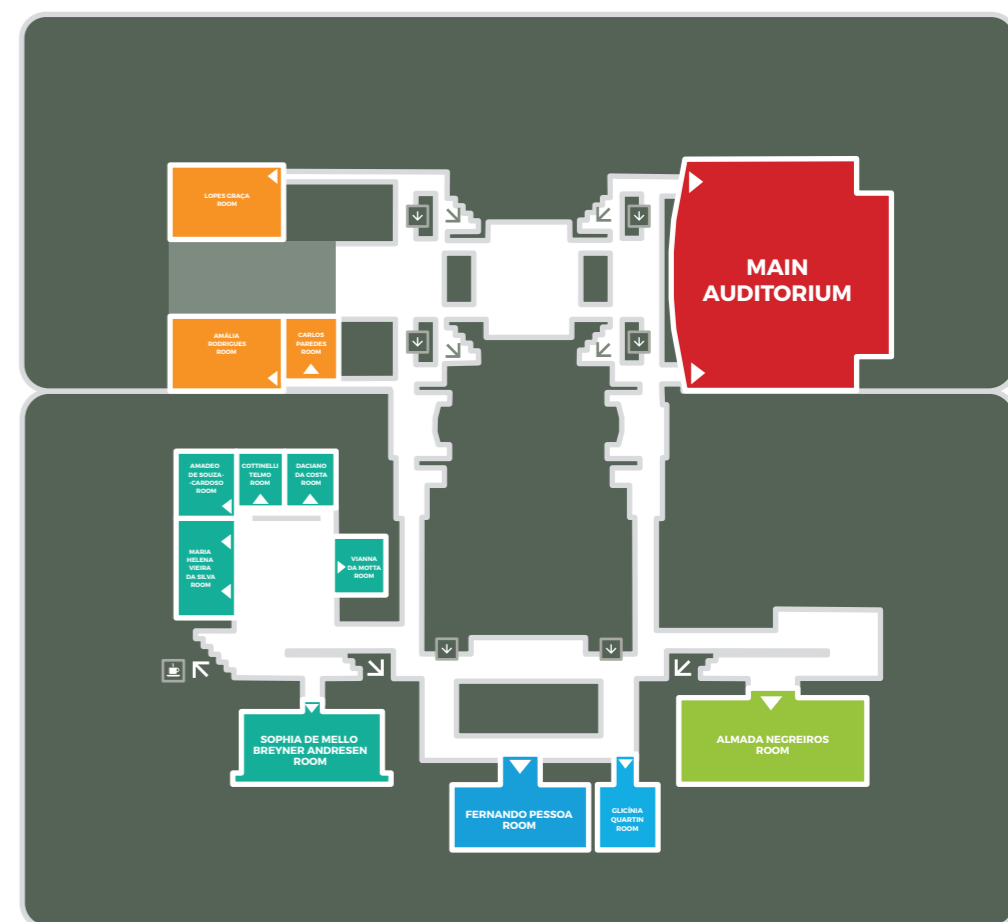 LOPES GRAÇA
ROOM
MAIN
AUDITORIUM
AMÁLIA
RODRIGUES
ROOM
CARLOS
PAREDES
ROOM
AMADEO
DE SOUZA-
-CARDOSO
ROOM
COTTINELLI
TELMO
ROOM
DACIANO
DA COSTA
ROOM
MARIA
HELENA
VIEIRA
DA SILVA
ROOM
VIANNA
DA MOTTA
ROOM
SOPHIA DE MELLO
BREYNER ANDRESEN
ROOM
ALMADA NEGREIROS
ROOM
FERNANDO PESSOA
ROOM
GLICÍNIA
QUARTIN
ROOM